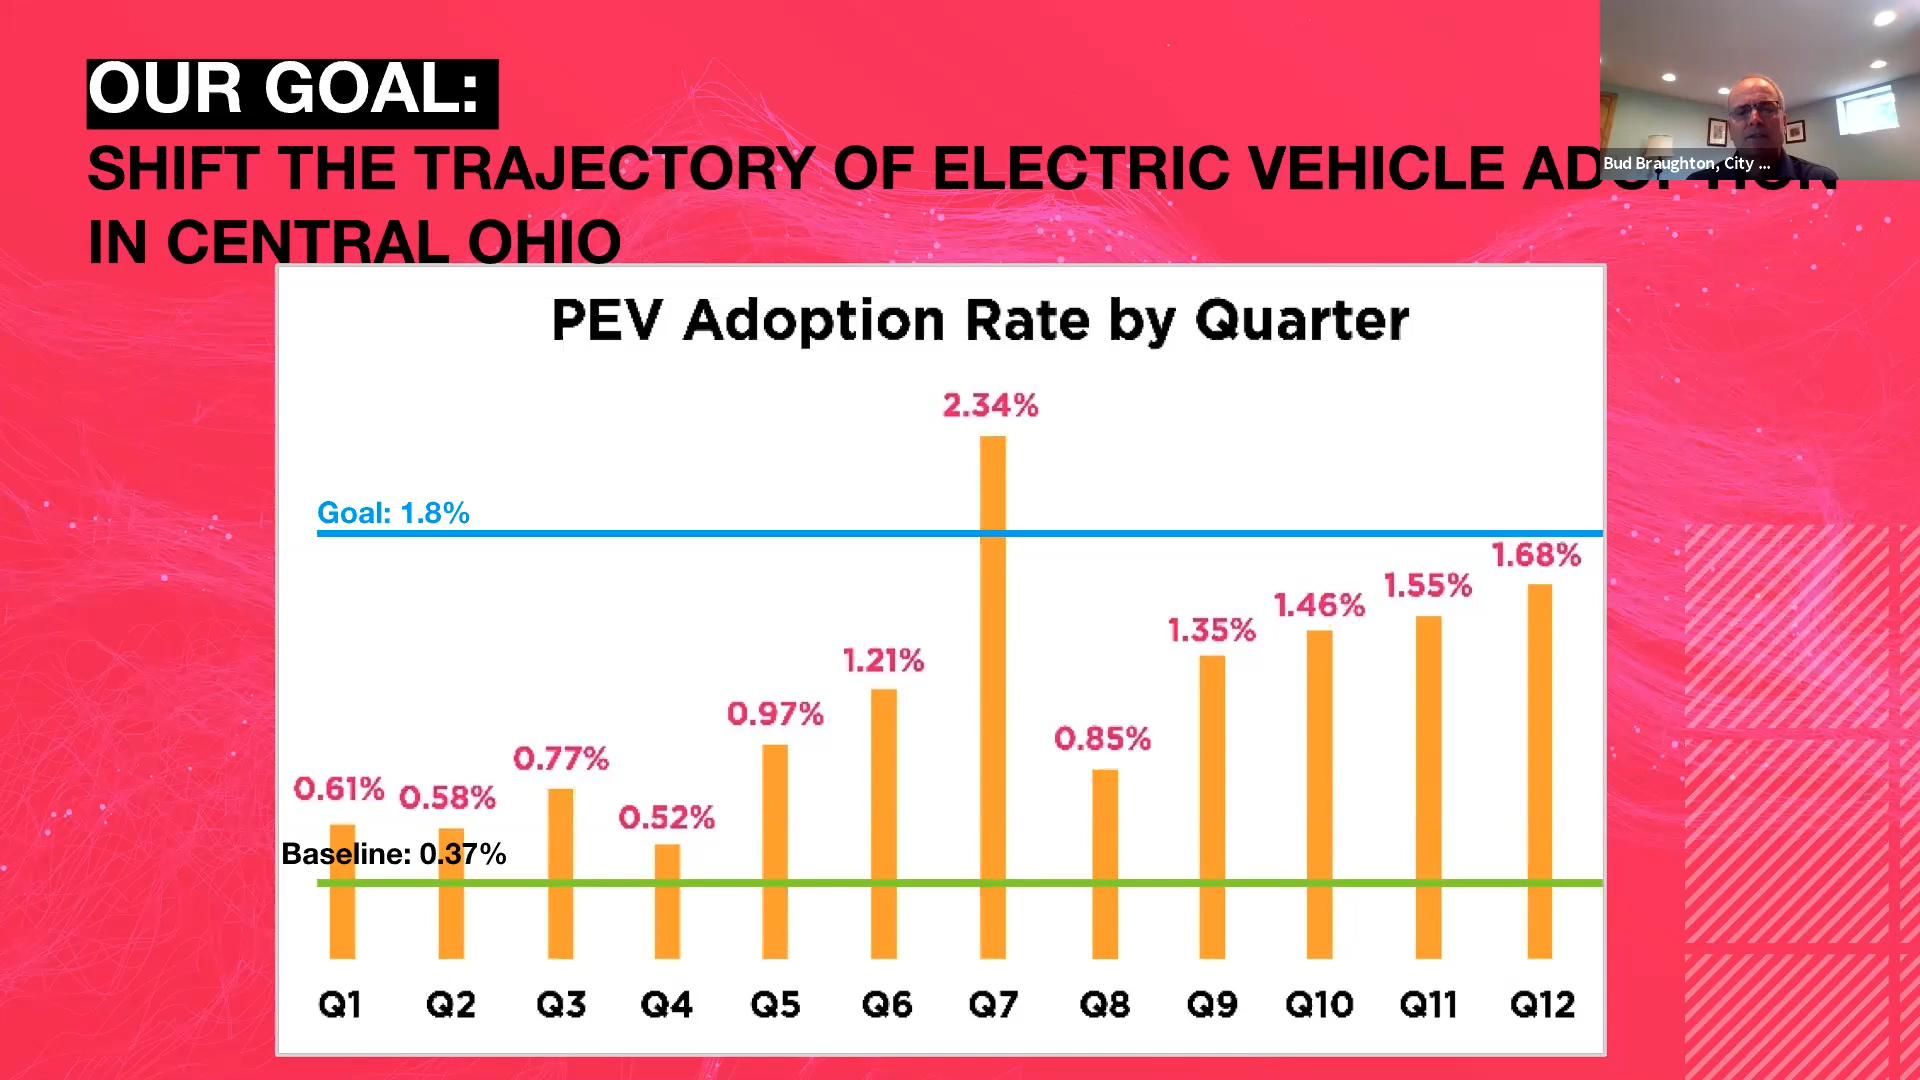 OUR GOAL:
SHIFT THE TRAJECTORY OF ELECTRIC VEHICLE ADOPTION
IN CENTRAL OHIO
Bud Braughton, City ...
PEV Adoption Rate by Quarter
2.34%
Goal: 1.8%
1.68%
1.55%
1.46%
1.35%
1.21%
0.97%
0.85%
0.77%
0.61%
0.58%
0.52%
Baseline: 0.37%
Q1 Q2 Q3 Q4 Q5 Q6 Q7 Q8 Q9 Q10 Q11 Q12